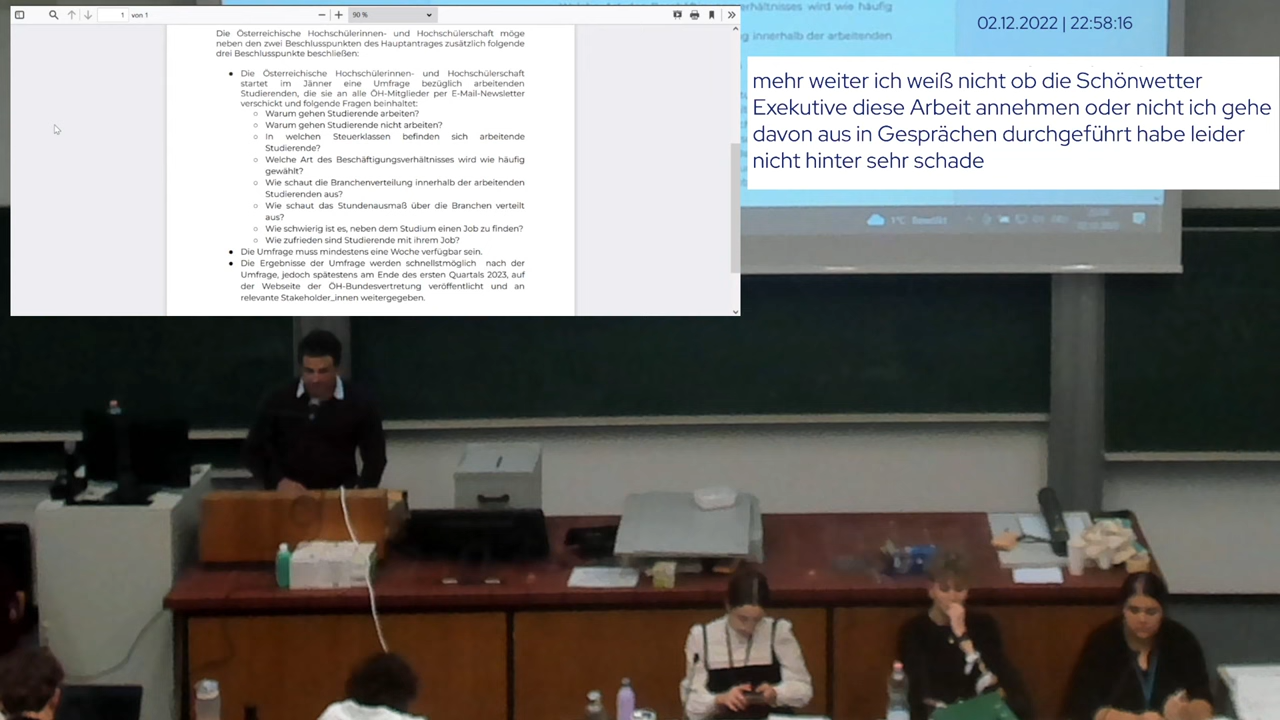 1 von 1
90 %
Die Österreichische Hochschülerinnen- und Hochschülerschaft möge
neben den zwei Beschlusspunkten des Hauptantrages zusätzlich folgende
drei Beschlusspunkte beschließen:
Die Österreichische Hochschülerinnen- und Hochschülerschaft
startet im Jänner eine Umfrage bezüglich arbeitenden
Studierenden, die sie an alle ÖH-Mitglieder per E-Mail-Newsletter
verschickt und folgende Fragen beinhaltet:
Warum gehen Studierende arbeiten?
Warum gehen Studierende nicht arbeiten?
In welchen Steuerklassen befinden sich arbeitende
Studierende?
Welche Art des Beschäftigungsverhältnisses wird wie häufig
gewählt?
Wie schaut die Branchenverteilung innerhalb der arbeitenden
Studierenden aus?
Wie schaut das Stundenausmaß über die Branchen verteilt
aus?
Wie schwierig ist es, neben dem Studium einen Job zu finden?
Wie zufrieden sind Studierende mit ihrem Job?
Die Umfrage muss mindestens eine Woche verfügbar sein.
Die Ergebnisse der Umfrage werden schnellstmöglich nach der
Umfrage, jedoch spätestens am Ende des ersten Quartals 2023, auf
der Webseite der ÖH-Bundesvertretung veröffentlicht und an
relevante Stakeholder_innen weitergegeben.
verhältnisses wird wie häufig
innerhalb der arbeitenden
02.12.2022 | 22:58:16
mehr weiter ich weiß nicht ob die Schönwetter
Exekutive diese Arbeit annehmen oder nicht ich gehe
davon aus in Gesprächen durchgeführt habe leider
nicht hinter sehr schade
1°C Bewölkt